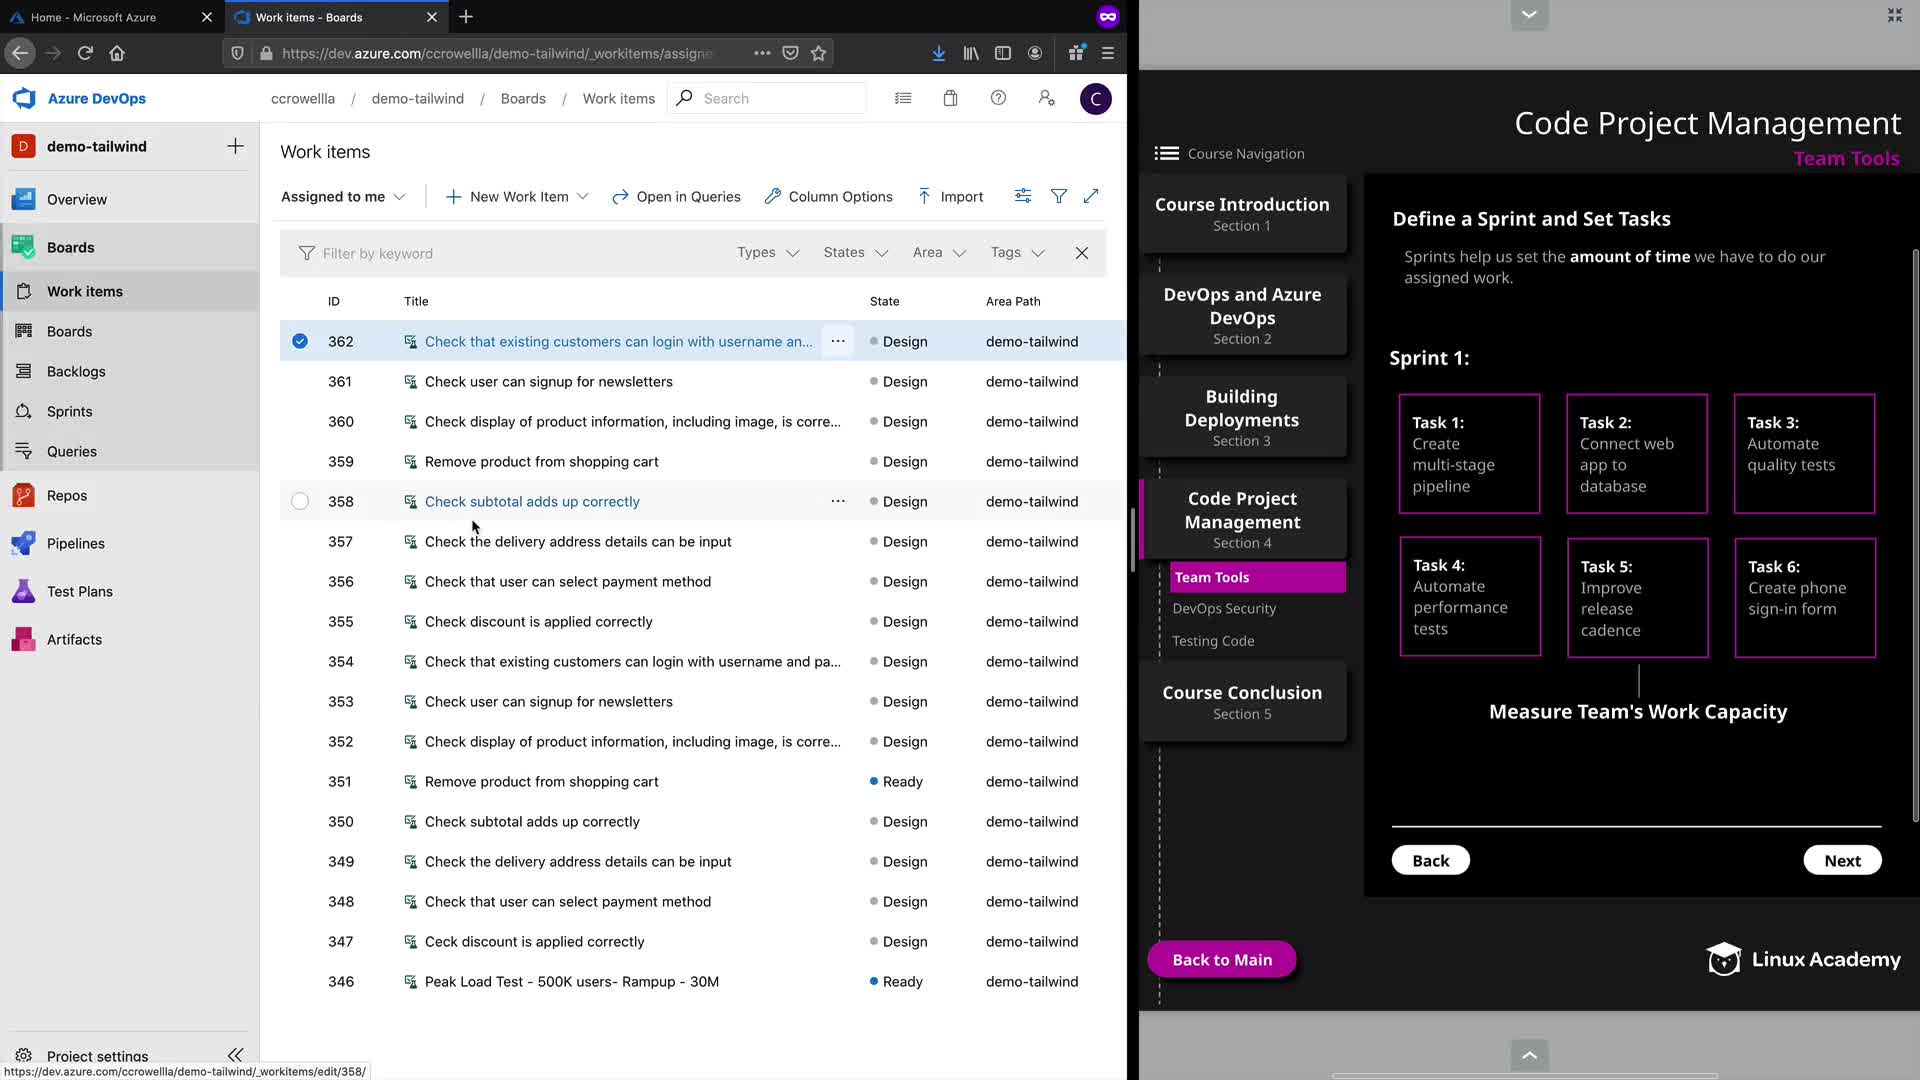 Home - Microsoft Azure
Work items - Boards
https://dev.azure.com/ccrowellla/demo-tailwind/_workitems/assigne
Azure DevOps
ccrowellla / demo-tailwind / Boards / Work items
Search
C
D
demo-tailwind
Overview
Boards
Work items
Boards
Backlogs
Sprints
Queries
Repos
Pipelines
Test Plans
Artifacts
Project settings
https://dev.azure.com/ccrowellla/demo-tailwind/_workitems/edit/358/
Work items
Assigned to me
New Work Item
Open in Queries
Column Options
Import
Filter by keyword
Types
States
Area
Tags
ID Title State Area Path
362 Check that existing customers can login with username an... Design demo-tailwind
361 Check user can signup for newsletters Design demo-tailwind
360 Check display of product information, including image, is corre... Design demo-tailwind
359 Remove product from shopping cart Design demo-tailwind
358 Check subtotal adds up correctly Design demo-tailwind
357 Check the delivery address details can be input Design demo-tailwind
356 Check that user can select payment method Design demo-tailwind
355 Check discount is applied correctly Design demo-tailwind
354 Check that existing customers can login with username and pa... Design demo-tailwind
353 Check user can signup for newsletters Design demo-tailwind
352 Check display of product information, including image, is corre... Design demo-tailwind
351 Remove product from shopping cart Ready demo-tailwind
350 Check subtotal adds up correctly Design demo-tailwind
349 Check the delivery address details can be input Design demo-tailwind
348 Check that user can select payment method Design demo-tailwind
347 Ceck discount is applied correctly Design demo-tailwind
346 Peak Load Test - 500K users- Rampup - 30M Ready demo-tailwind
Code Project Management
Team Tools
Course Navigation
Course Introduction
Section 1
DevOps and Azure
DevOps
Section 2
Building
Deployments
Section 3
Code Project
Management
Section 4
Team Tools
DevOps Security
Testing Code
Course Conclusion
Section 5
Back to Main
Define a Sprint and Set Tasks
Sprints help us set the amount of time we have to do our
assigned work.
Sprint 1:
Task 1:
Create
multi-stage
pipeline
Task 2:
Connect web
app to
database
Task 3:
Automate
quality tests
Task 4:
Automate
performance
tests
Task 5:
Improve
release
cadence
Task 6:
Create phone
sign-in form
Measure Team's Work Capacity
Back
Next
Linux Academy